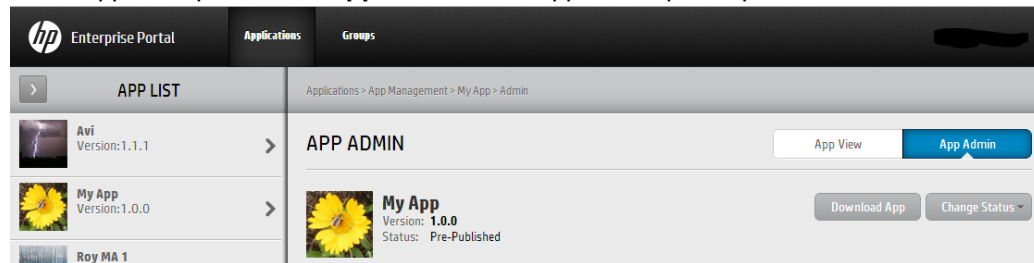 hp Enterprise Portal Applications Groups
> APP LIST
Applications > App Management > My App > Admin
Avi
Version:1.1.1
APP ADMIN
App View
App Admin
My App
Version:1.0.0
My App
Version: 1.0.0
Status: Pre-Published
Download App
Change Status
Roy MA 1